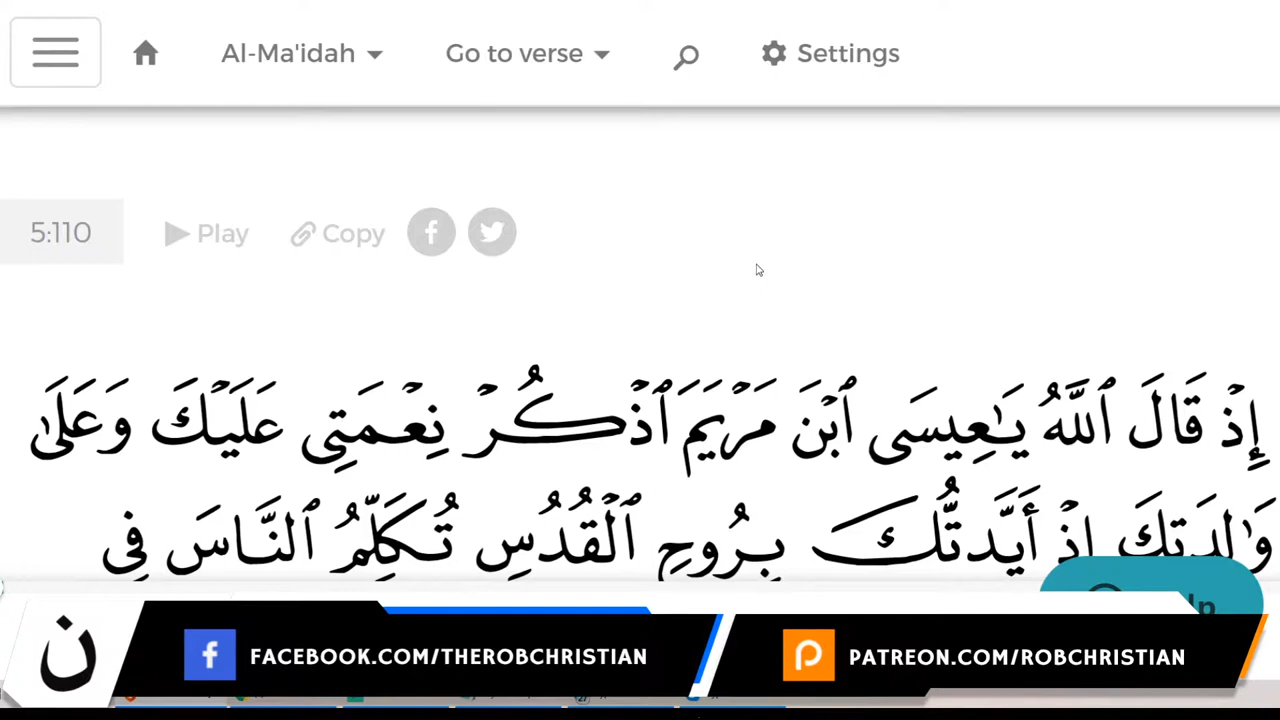 Al-Ma'idah Go to verse Settings
5:110 Play Copy
إِذۡ قَالَ ٱللَّهُ يَـٰعِيسَى ٱبۡنَ مَرۡيَمَ ٱذۡكُرۡ نِعۡمَتِى عَلَيۡكَ وَعَلَىٰ
وَٰلِدَتِكَ إِذۡ أَيَّدتُّكَ بِرُوحِ ٱلۡقُدُسِ تُكَلِّمُ ٱلنَّاسَ فِى
ن FACEBOOK.COM/THEROBCHRISTIAN PATREON.COM/ROBCHRISTIAN